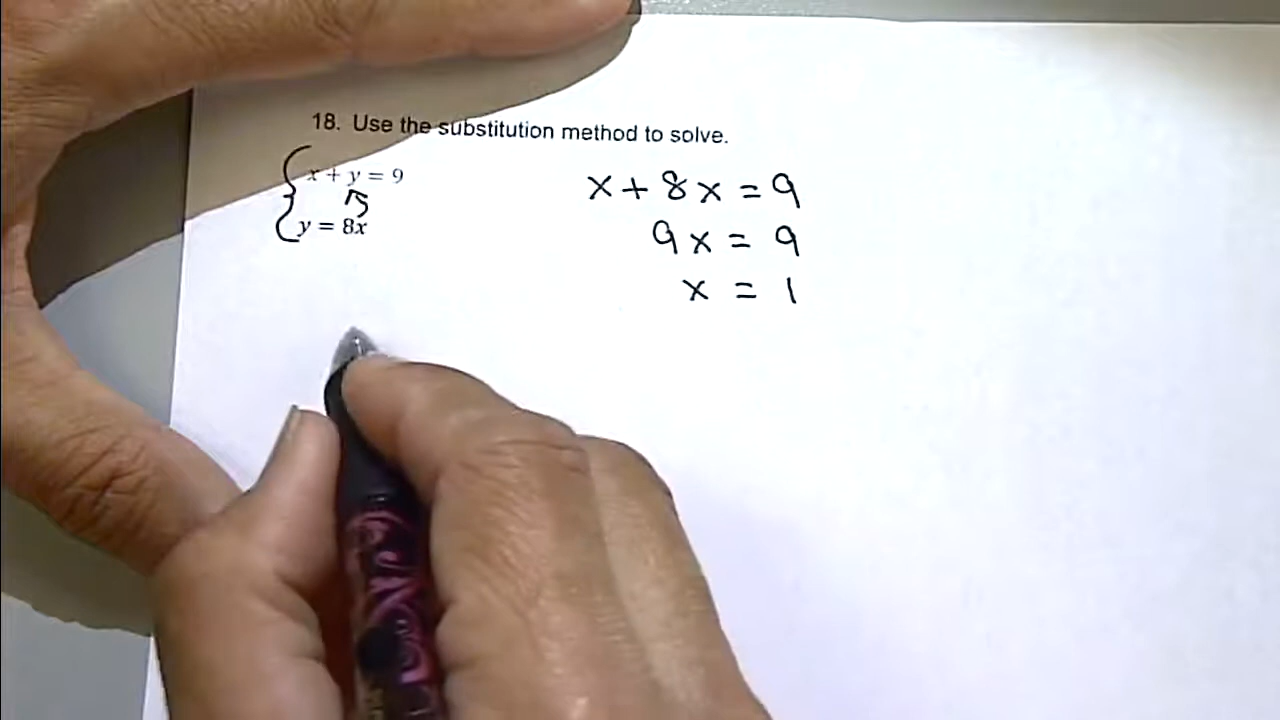 18. Use the substitution method to solve.
x + y = 9
y = 8x
x + 8x = 9
9x = 9
x = 1